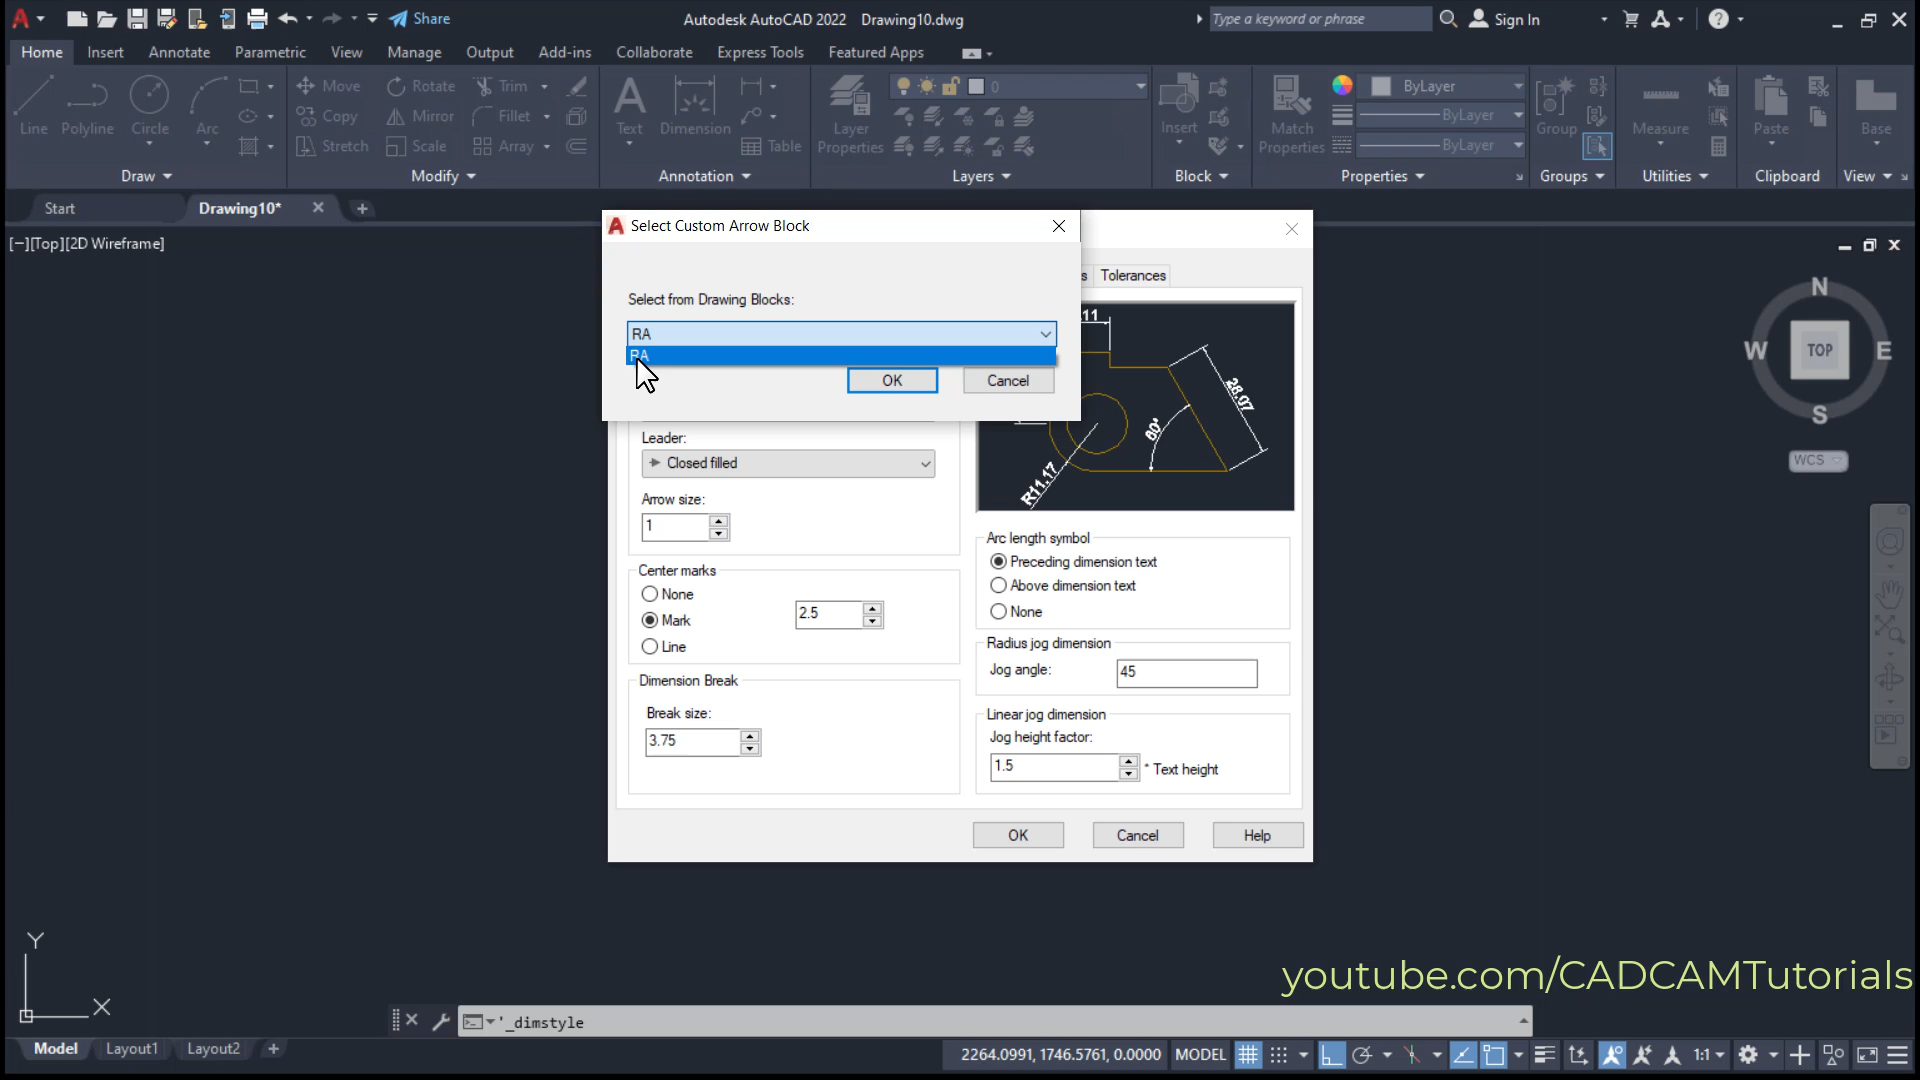 Share
Autodesk AutoCAD 2022 Drawing10.dwg
Type a keyword or phrase
Sign In
Home Insert Annotate Parametric View Manage Output Add-ins Collaborate Express Tools Featured Apps
Line Polyline Circle Arc
Move Rotate Trim
Copy Mirror Fillet
Stretch Scale Array
Text Dimension Table
Layer Properties
0
Insert
Match Properties
ByLayer
ByLayer
ByLayer
Group Measure Paste Base
Draw Modify Annotation Layers Block Properties Groups Utilities Clipboard View
Start Drawing10*
[−][Top][2D Wireframe]
Select Custom Arrow Block
Select from Drawing Blocks:
RA
RA
OK Cancel
s Tolerances
11
28.07
60°
R11.17
Leader:
Closed filled
Arrow size:
1
Center marks
None
Mark
Line
2.5
Dimension Break
Break size:
3.75
Arc length symbol
Preceding dimension text
Above dimension text
None
Radius jog dimension
Jog angle: 45
Linear jog dimension
Jog height factor:
1.5 * Text height
OK Cancel Help
N
W TOP E
S
WCS
Y
X
youtube.com/CADCAMTutorials
'_dimstyle
Model Layout1 Layout2
2264.0991, 1746.5761, 0.0000 MODEL 1:1